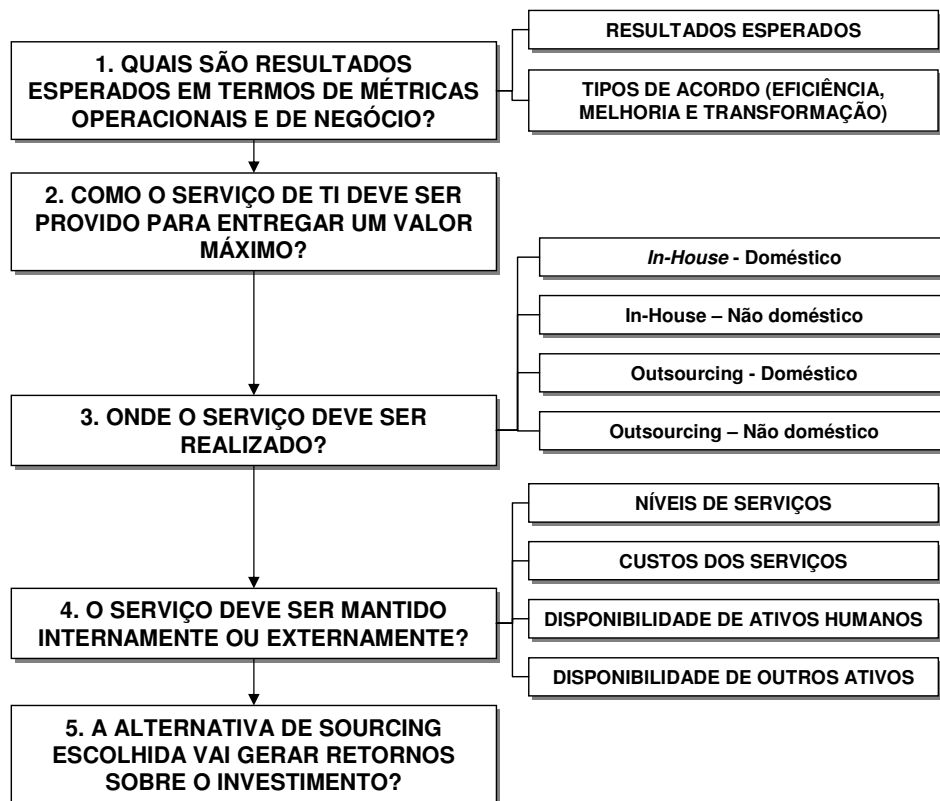 1. QUAIS SÃO RESULTADOS
ESPERADOS EM TERMOS DE MÉTRICAS
OPERACIONAIS E DE NEGÓCIO?
RESULTADOS ESPERADOS
TIPOS DE ACORDO (EFICIÊNCIA,
MELHORIA E TRANSFORMAÇÃO)
2. COMO O SERVIÇO DE TI DEVE SER
PROVIDO PARA ENTREGAR UM VALOR
MÁXIMO?
3. ONDE O SERVIÇO DEVE SER
REALIZADO?
In-House - Doméstico
In-House – Não doméstico
Outsourcing - Doméstico
Outsourcing – Não doméstico
4. O SERVIÇO DEVE SER MANTIDO
INTERNAMENTE OU EXTERNAMENTE?
NÍVEIS DE SERVIÇOS
CUSTOS DOS SERVIÇOS
DISPONIBILIDADE DE ATIVOS HUMANOS
DISPONIBILIDADE DE OUTROS ATIVOS
5. A ALTERNATIVA DE SOURCING
ESCOLHIDA VAI GERAR RETORNOS
SOBRE O INVESTIMENTO?